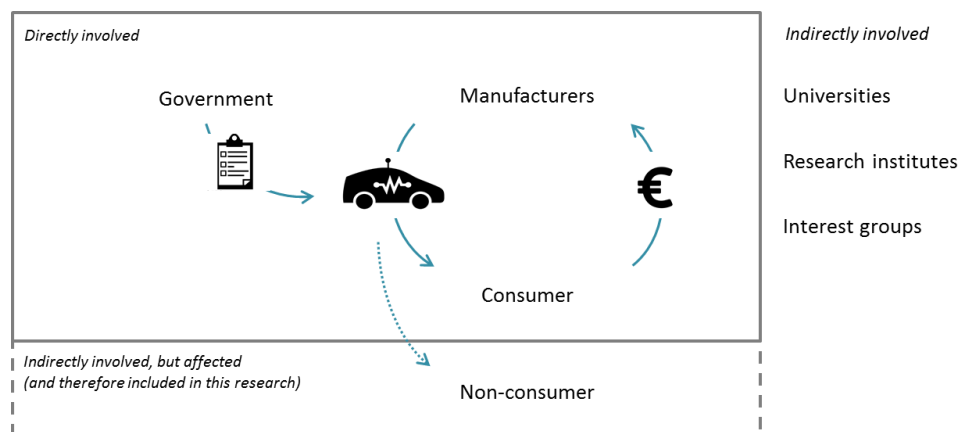 Directly involved
Indirectly involved
Government
Manufacturers
Universities
Research institutes
€
Interest groups
Consumer
Indirectly involved, but affected
(and therefore included in this research)
Non-consumer